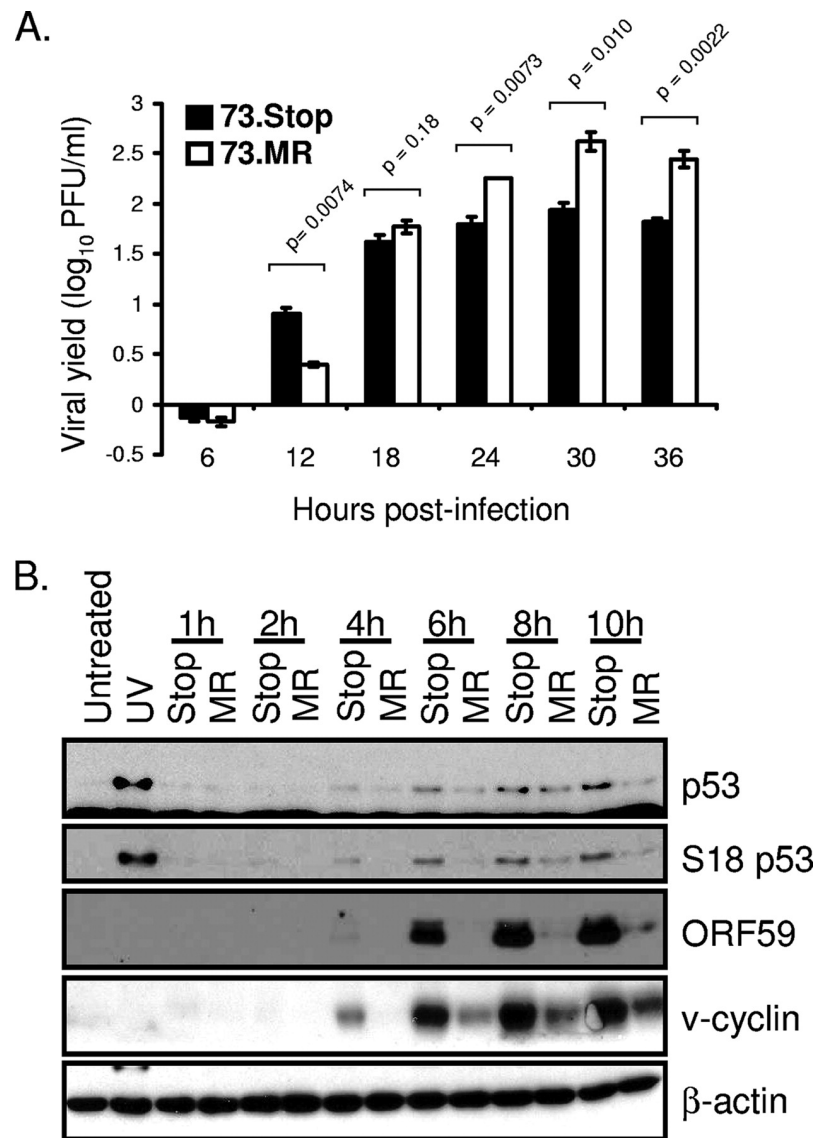 A.
p = 0.0074
p = 0.18
p = 0.0073
p = 0.010
p = 0.0022
73.Stop
73.MR
Viral yield (log10 PFU/ml)
3
2.5
2
1.5
1
0.5
0
-0.5
6 12 18 24 30 36
Hours post-infection
B.
1h 2h 4h 6h 8h 10h
Untreated UV Stop MR Stop MR Stop MR Stop MR Stop MR Stop MR
p53
S18 p53
ORF59
v-cyclin
β-actin